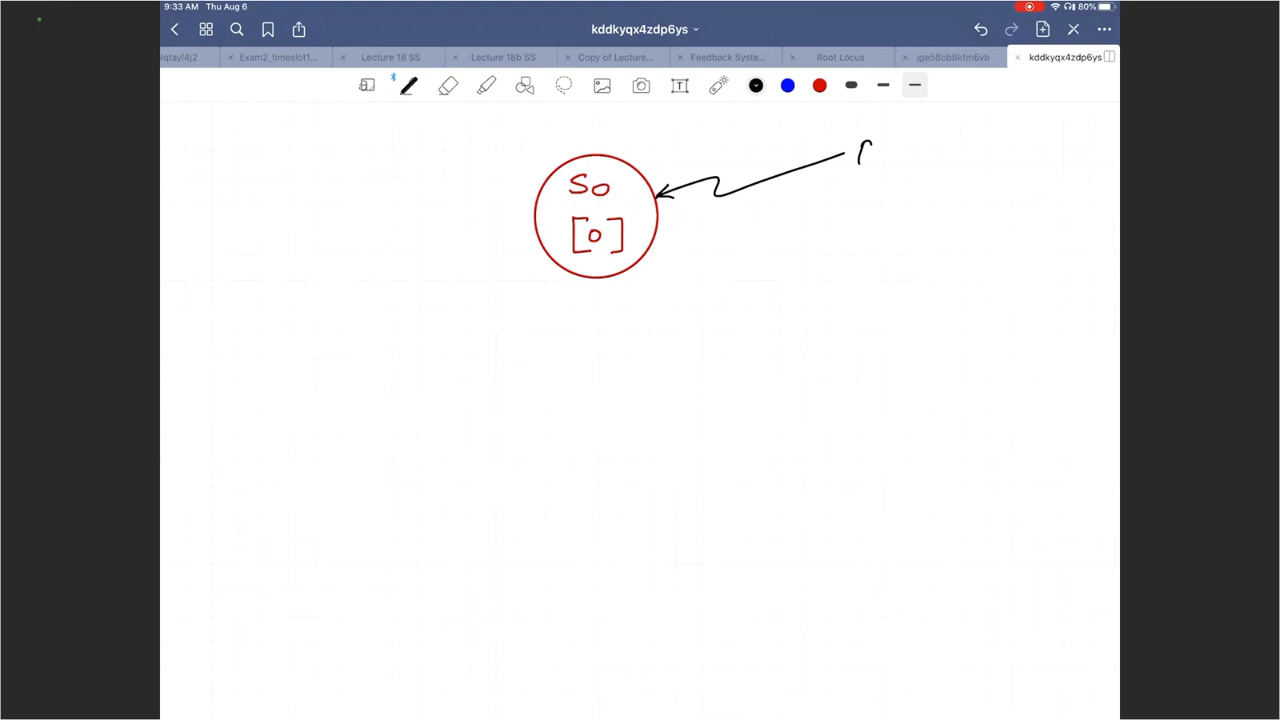 9:33 AM Thu Aug 6
80%
kddkyqx4zdp6ys
Exam2_timeslot1...
Lecture 18 SS
Lecture 18b SS
Copy of Lecture...
Feedback Syste...
Root Locus
jge58ob8ktm6vb
kddkyqx4zdp6ys
T
So
[0]